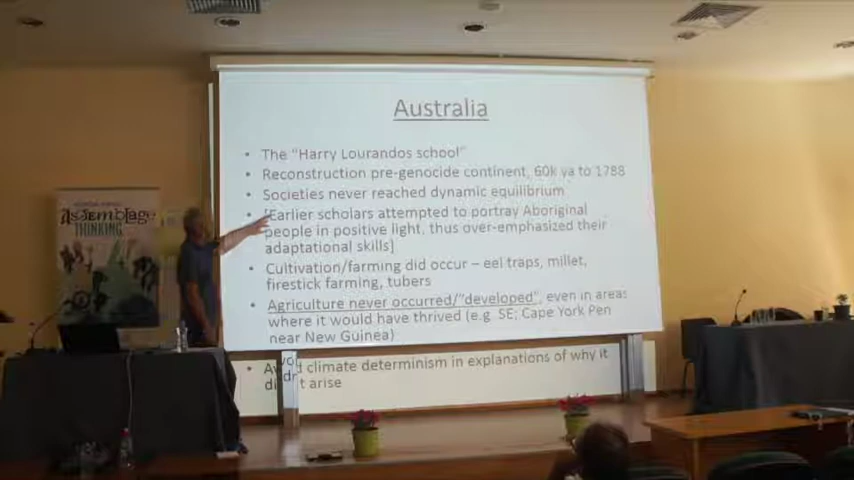 Australia
• The "Harry Lourandos school"
• Reconstruction pre-genocide continent, 60k ya to 1788
• Societies never reached dynamic equilibrium
• [Earlier scholars attempted to portray Aboriginal
people in positive light, thus over-emphasized their
adaptational skills]
• Cultivation/farming did occur – eel traps, millet,
firestick farming, tubers
• Agriculture never occurred/"developed", even in areas
where it would have thrived (e.g. SE; Cape York Pen
near New Guinea)
• Avoid climate determinism in explanations of why it
didn't arise
ASSEMBLAGE
THINKING